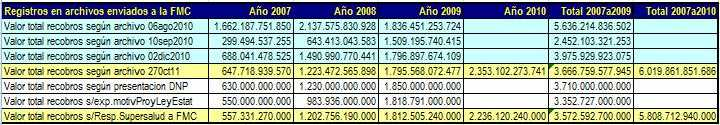 Registros en archivos enviados a la FMC Año 2007 Año 2008 Año 2009 Año 2010 Total 2007a2009 Total 2007a2010
Valor total recobros según archivo 06ago2010 1.662.187.751.850 2.137.575.830.928 1.836.451.253.724 5.636.214.836.502
Valor total recobros según archivo 10sep2010 299.494.537.255 643.413.043.583 1.509.195.740.415 2.452.103.321.253
Valor total recobros según archivo 02dic2010 688.041.478.525 1.490.990.770.441 1.796.897.674.109 3.975.929.923.075
Valor total recobros según archivo 27Oct11 647.718.939.570 1.223.472.565.898 1.795.568.072.477 2,353,102.273,741 3.666.759.577.945 6,019.861.851.686
Valor total recobros según presentacion DNP 630.000.000.000 1.230.000.000.000 1.850.000.000.000 3.710.000.000.000
Valor total recobros s/exp.motivProyLeyEstat 550.000.000.000 983.936.000.000 1.818.791.000.000 3.352.727.000.000
Valor total recobros s/Resp.Supersalud a FMC 557.331.270.000 1.202.756.190.000 1.812.505.240.000 2.236.120.240.000 3.572.592.700.000 5.808.712.940.000